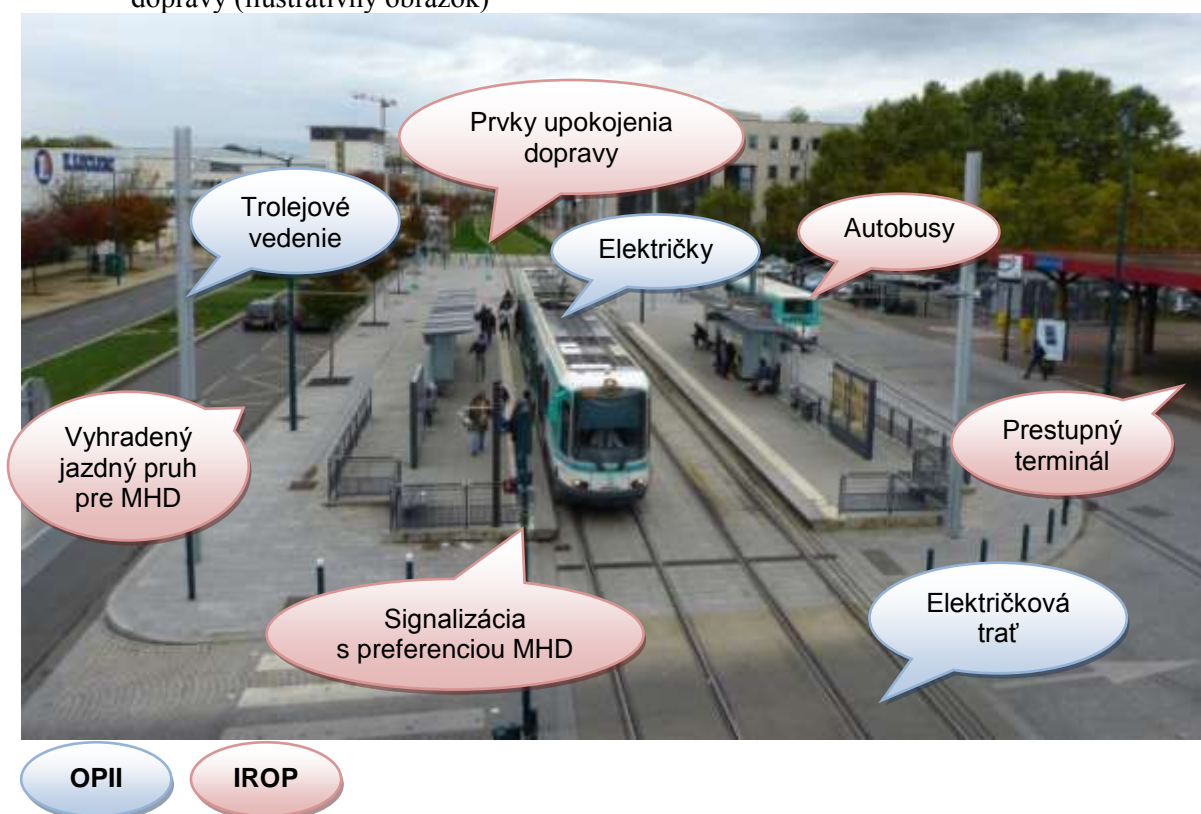 dopravy (ilustratívny obrázok)
Prvky upokojenia
dopravy
Trolejové
vedenie
Električky
Autobusy
Vyhradený
jazdný pruh
pre MHD
Prestupný
terminál
Signalizácia
s preferenciou MHD
Električková
trať
OPII
IROP